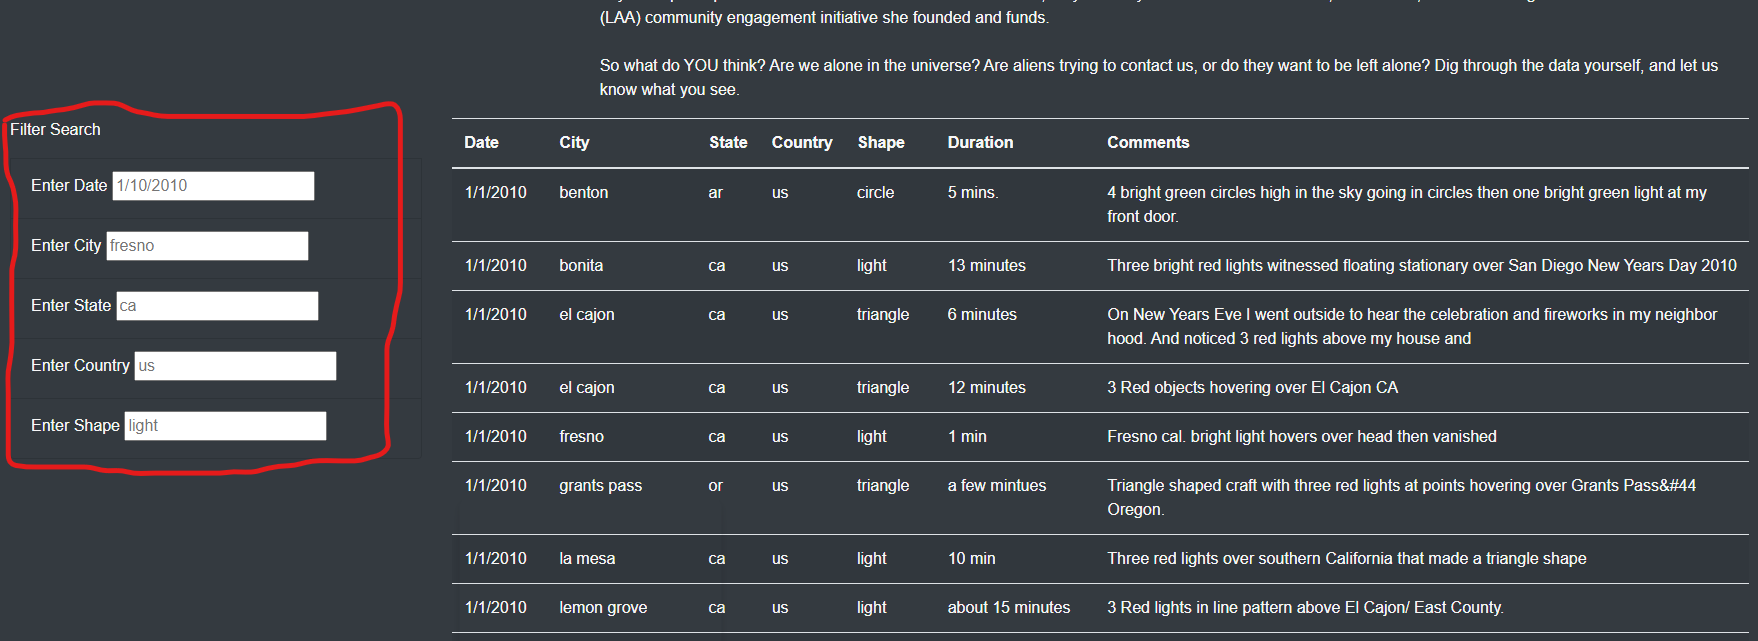 (LAA) community engagement initiative she founded and funds.
So what do YOU think? Are we alone in the universe? Are aliens trying to contact us, or do they want to be left alone? Dig through the data yourself, and let us
know what you see.
Filter Search
Enter Date 1/10/2010
Enter City fresno
Enter State ca
Enter Country us
Enter Shape light
Date City State Country Shape Duration Comments
1/1/2010 benton ar us circle 5 mins. 4 bright green circles high in the sky going in circles then one bright green light at my
front door.
1/1/2010 bonita ca us light 13 minutes Three bright red lights witnessed floating stationary over San Diego New Years Day 2010
1/1/2010 el cajon ca us triangle 6 minutes On New Years Eve I went outside to hear the celebration and fireworks in my neighbor
hood. And noticed 3 red lights above my house and
1/1/2010 el cajon ca us triangle 12 minutes 3 Red objects hovering over El Cajon CA
1/1/2010 fresno ca us light 1 min Fresno cal. bright light hovers over head then vanished
1/1/2010 grants pass or us triangle a few mintues Triangle shaped craft with three red lights at points hovering over Grants Pass&#44
Oregon.
1/1/2010 la mesa ca us light 10 min Three red lights over southern California that made a triangle shape
1/1/2010 lemon grove ca us light about 15 minutes 3 Red lights in line pattern above El Cajon/ East County.